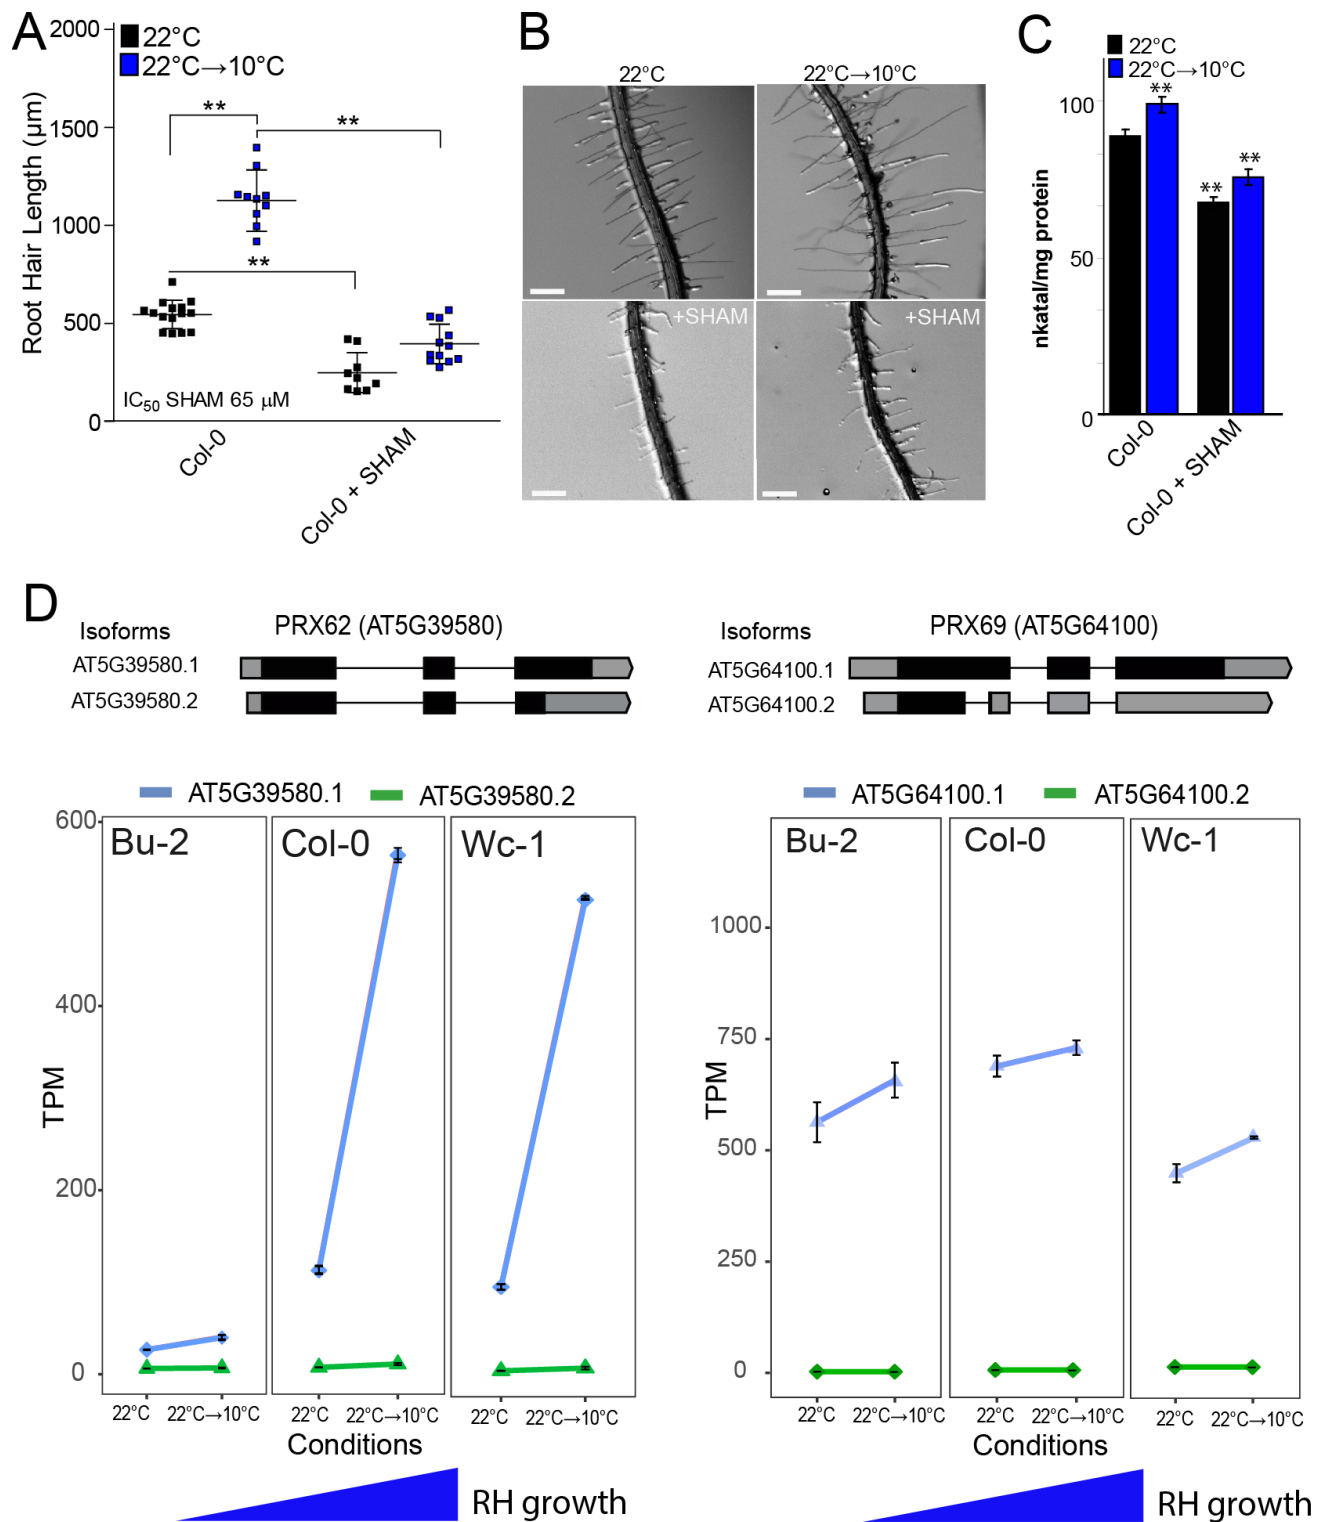 A
2000
22°C
22°C→10°C
Root Hair Length (µm)
1500
1000
500
0
**
**
**
IC50 SHAM 65 µM
Col-0
Col-0 + SHAM
B
22°C
22°C→10°C
+SHAM
+SHAM
C
22°C
22°C→10°C
nkatal/mg protein
100
50
0
**
**
**
Col-0
Col-0 + SHAM
D
Isoforms
PRX62 (AT5G39580)
AT5G39580.1
AT5G39580.2
Isoforms
PRX69 (AT5G64100)
AT5G64100.1
AT5G64100.2
AT5G39580.1
AT5G39580.2
600
400
200
0
TPM
Bu-2
Col-0
Wc-1
22°C
22°C→10°C
22°C
22°C→10°C
22°C
22°C→10°C
Conditions
RH growth
AT5G64100.1
AT5G64100.2
1000
750
500
250
0
TPM
Bu-2
Col-0
Wc-1
22°C
22°C→10°C
22°C
22°C→10°C
22°C
22°C→10°C
Conditions
RH growth